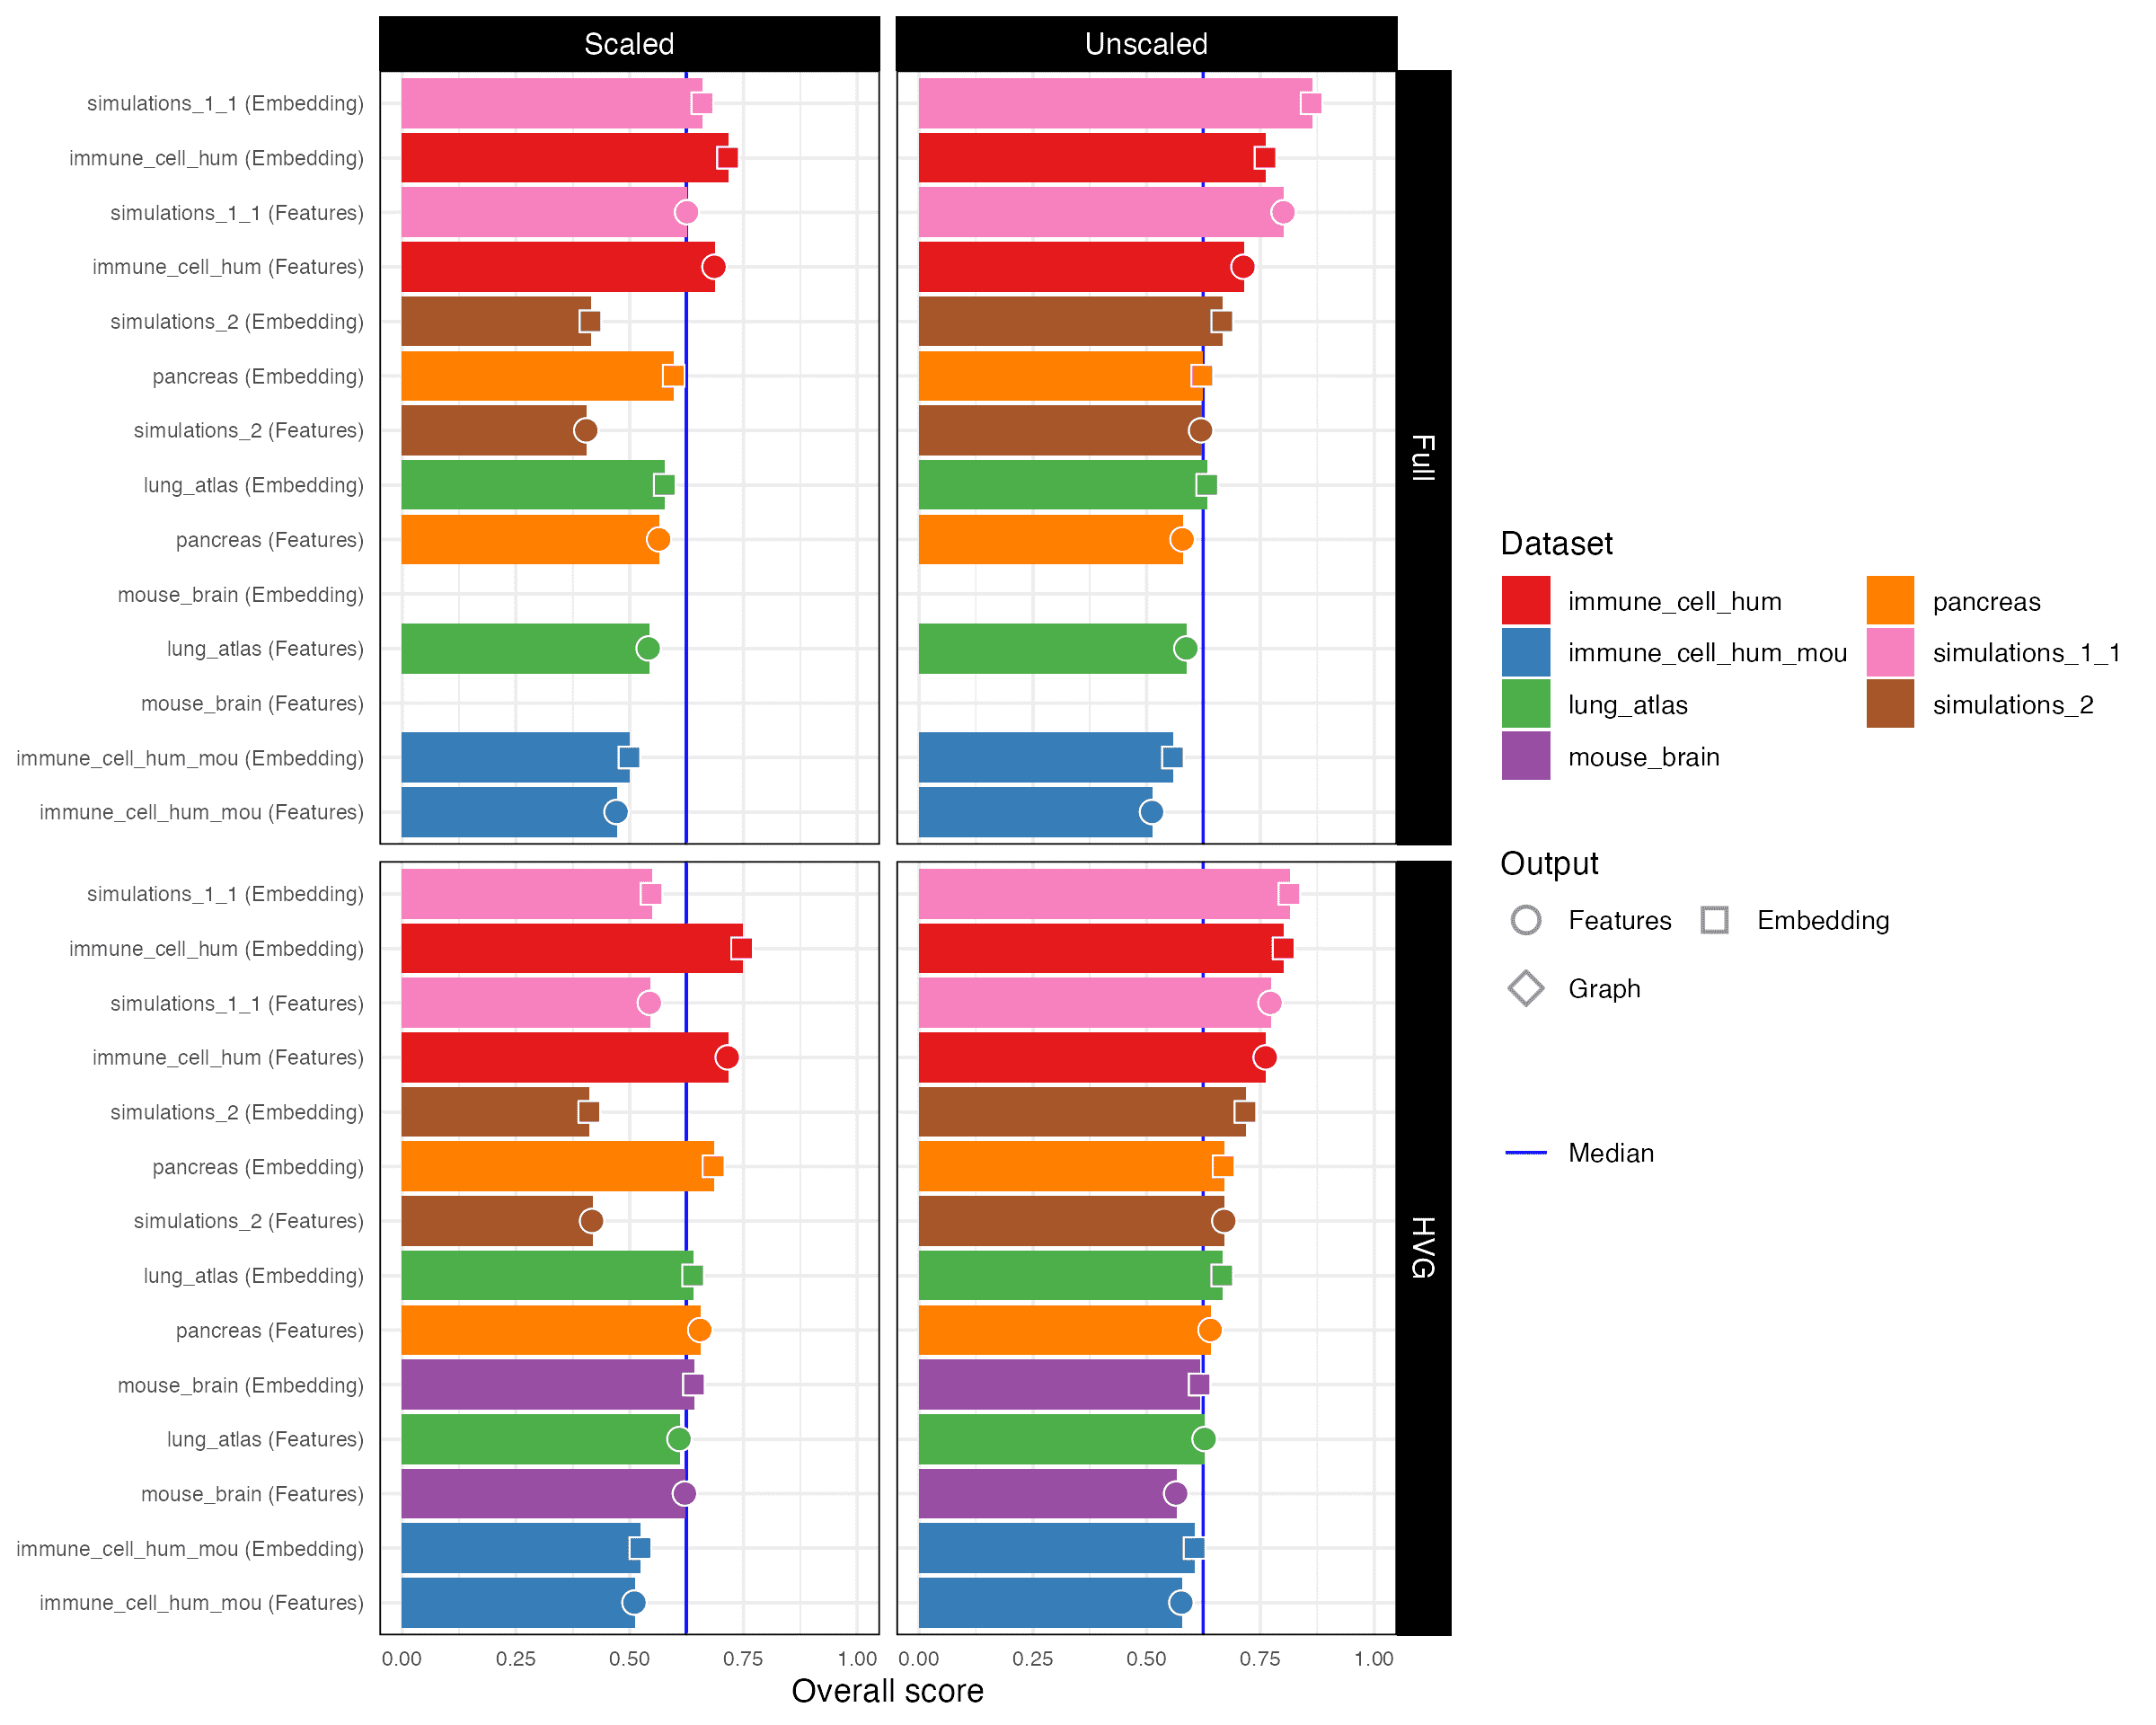 Scaled
Unscaled
simulations_1_1 (Embedding)
immune_cell_hum (Embedding)
simulations_1_1 (Features)
immune_cell_hum (Features)
simulations_2 (Embedding)
pancreas (Embedding)
simulations_2 (Features)
lung_atlas (Embedding)
pancreas (Features)
mouse_brain (Embedding)
lung_atlas (Features)
mouse_brain (Features)
immune_cell_hum_mou (Embedding)
immune_cell_hum_mou (Features)
Full
simulations_1_1 (Embedding)
immune_cell_hum (Embedding)
simulations_1_1 (Features)
immune_cell_hum (Features)
simulations_2 (Embedding)
pancreas (Embedding)
simulations_2 (Features)
lung_atlas (Embedding)
pancreas (Features)
mouse_brain (Embedding)
lung_atlas (Features)
mouse_brain (Features)
immune_cell_hum_mou (Embedding)
immune_cell_hum_mou (Features)
HVG
0.00 0.25 0.50 0.75 1.00 0.00 0.25 0.50 0.75 1.00
Overall score
Dataset
immune_cell_hum
immune_cell_hum_mou
lung_atlas
mouse_brain
pancreas
simulations_1_1
simulations_2
Output
Features
Embedding
Graph
Median